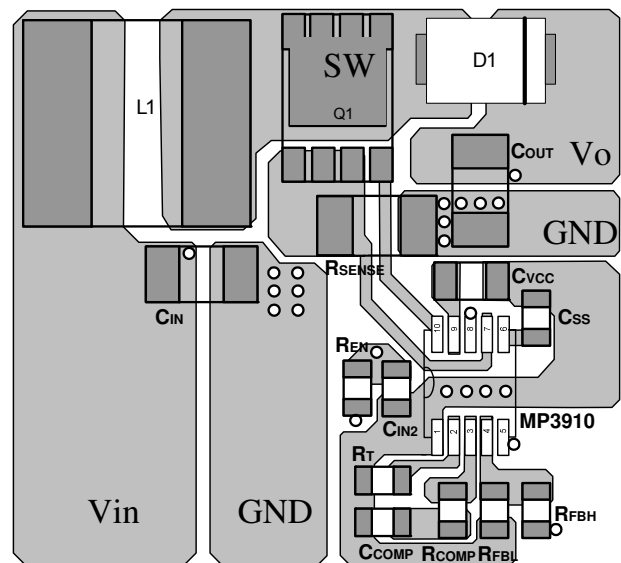 SW
D1
L1
Q1
COUT
Vo
GND
RSENSE
CVCC
CIN
CSS
10 9 8 7 6
REN
CIN2
MP3910
1 2 3 4 5
RT
Vin
GND
RFBH
CCOMP
RCOMP
RFBL